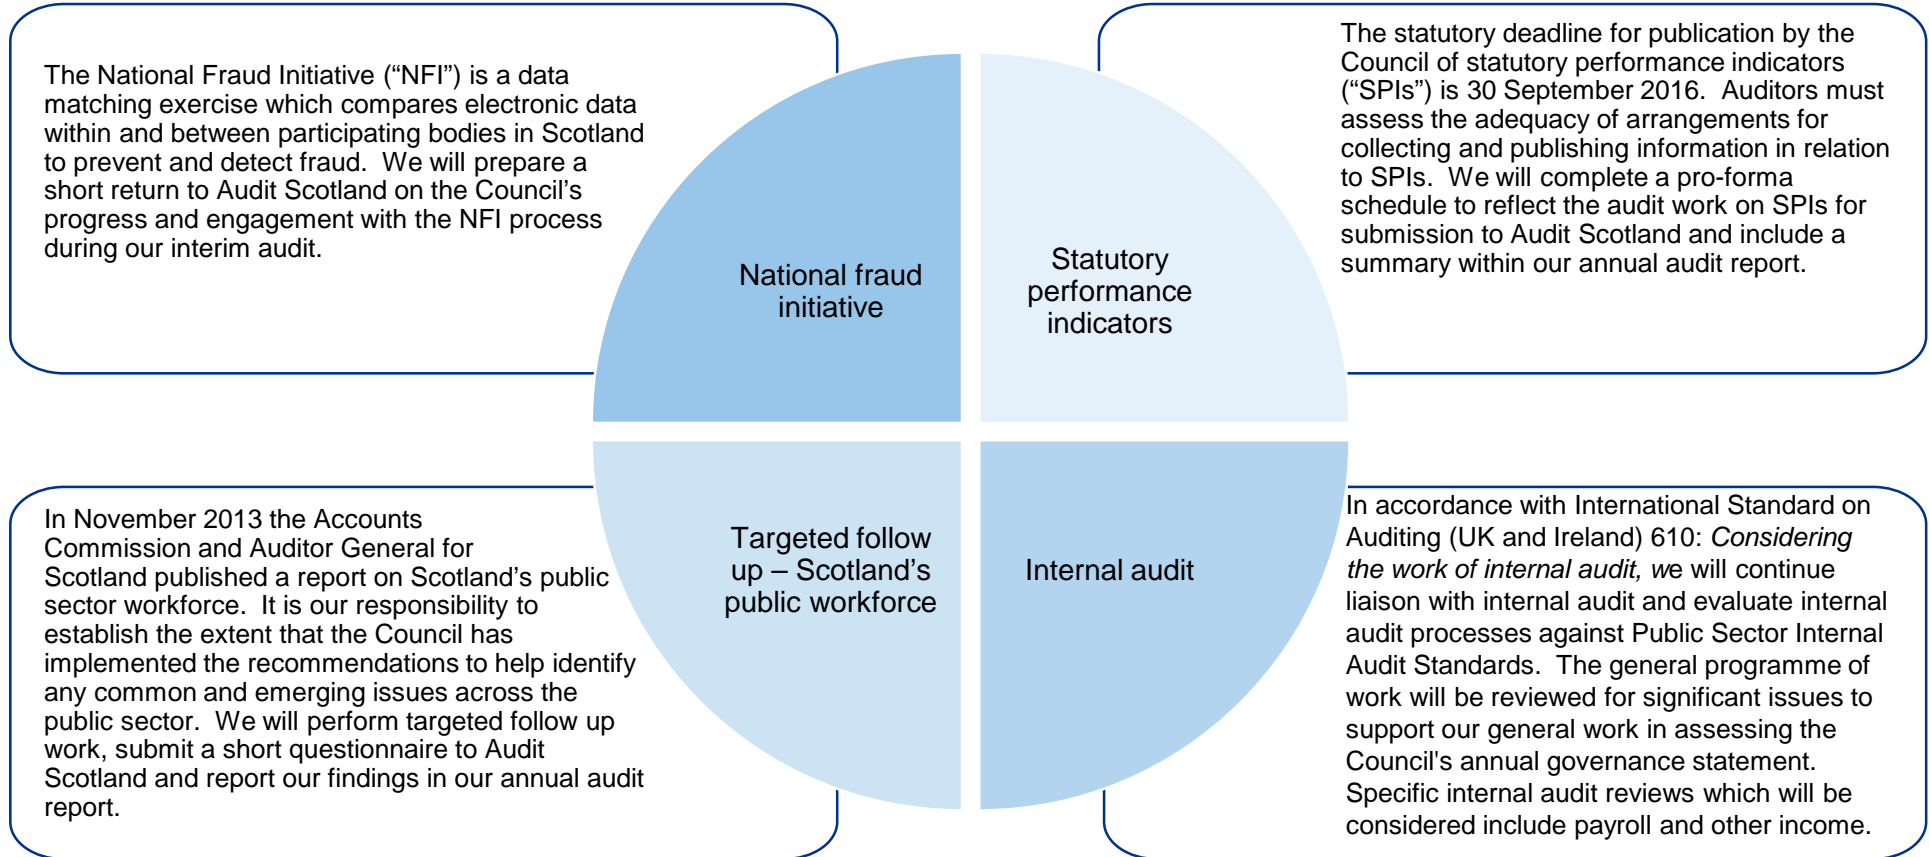 The National Fraud Initiative (“NFI”) is a data
matching exercise which compares electronic data
within and between participating bodies in Scotland
to prevent and detect fraud.  We will prepare a
short return to Audit Scotland on the Council’s
progress and engagement with the NFI process
during our interim audit.
The statutory deadline for publication by the
Council of statutory performance indicators
(“SPIs”) is 30 September 2016.  Auditors must
assess the adequacy of arrangements for
collecting and publishing information in relation
to SPIs.  We will complete a pro-forma
schedule to reflect the audit work on SPIs for
submission to Audit Scotland and include a
summary within our annual audit report.
National fraud
initiative
Statutory
performance
indicators
In November 2013 the Accounts
Commission and Auditor General for
Scotland published a report on Scotland’s public
sector workforce.  It is our responsibility to
establish the extent that the Council has
implemented the recommendations to help identify
any common and emerging issues across the
public sector.  We will perform targeted follow up
work, submit a short questionnaire to Audit
Scotland and report our findings in our annual audit
report.
Targeted follow
up – Scotland’s
public workforce
Internal audit
In accordance with International Standard on
Auditing (UK and Ireland) 610: Considering
the work of internal audit, we will continue
liaison with internal audit and evaluate internal
audit processes against Public Sector Internal
Audit Standards.  The general programme of
work will be reviewed for significant issues to
support our general work in assessing the
Council's annual governance statement.
Specific internal audit reviews which will be
considered include payroll and other income.